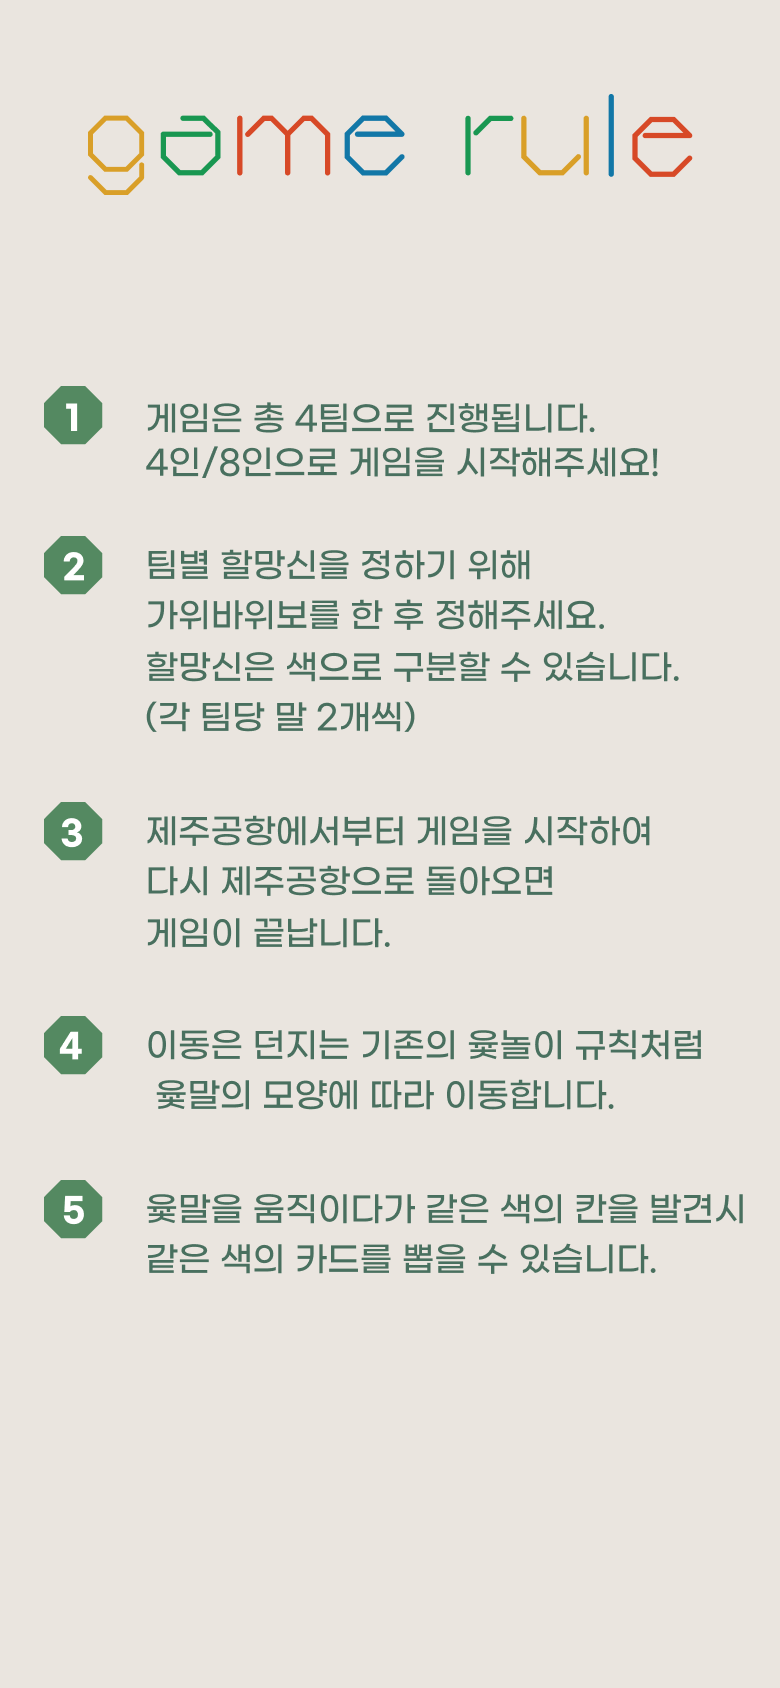 game rule
1
게임은 총 4팀으로 진행됩니다.
4인/8인으로 게임을 시작해주세요!
2
팀별 할망신을 정하기 위해
가위바위보를 한 후 정해주세요.
할망신은 색으로 구분할 수 있습니다.
(각 팀당 말 2개씩)
3
제주공항에서부터 게임을 시작하여
다시 제주공항으로 돌아오면
게임이 끝납니다.
4
이동은 던지는 기존의 윷놀이 규칙처럼
윷말의 모양에 따라 이동합니다.
5
윷말을 움직이다가 같은 색의 칸을 발견시
같은 색의 카드를 뽑을 수 있습니다.